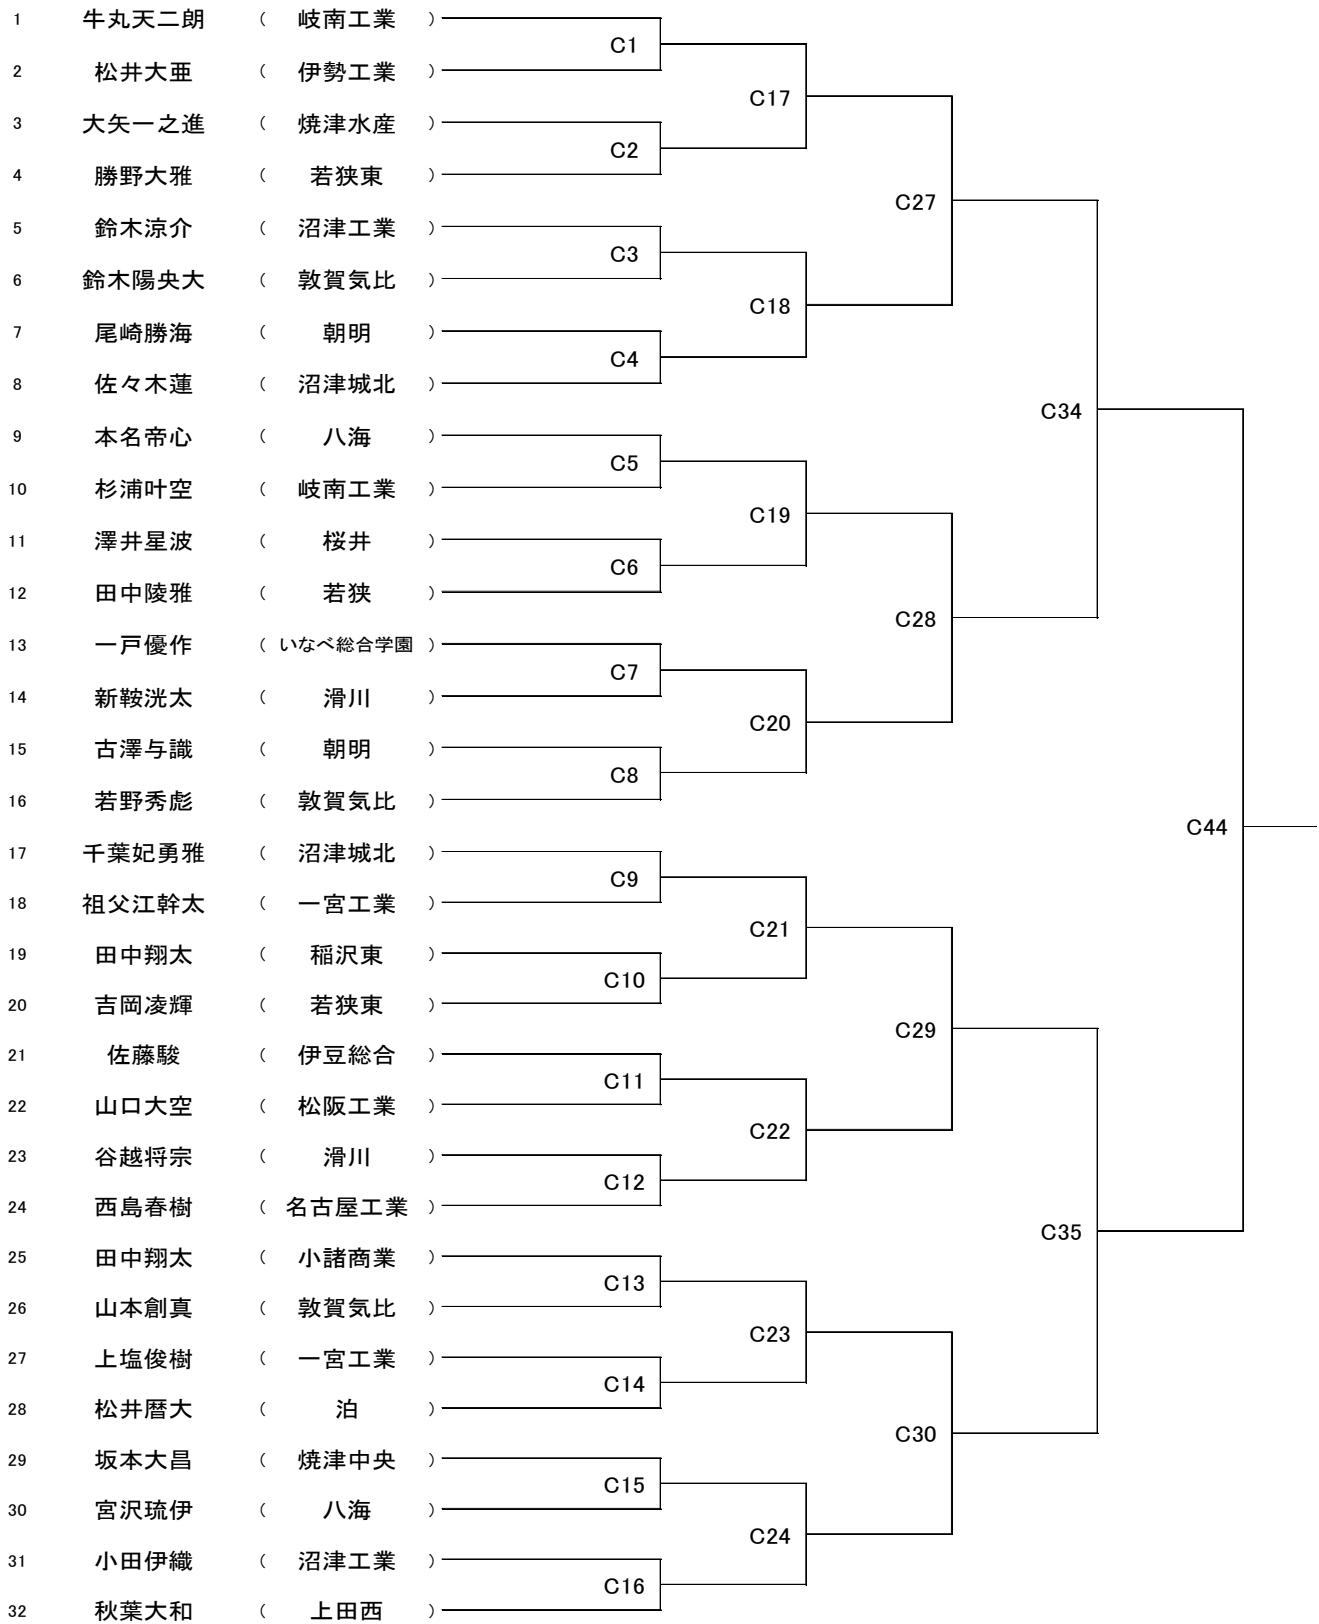 1 牛丸天二朗 （ 岐南工業 ）
C1
2 松井大亜 （ 伊勢工業 ）
C17
3 大矢一之進 （ 焼津水産 ）
C2
4 勝野大雅 （ 若狭東 ）
C27
5 鈴木涼介 （ 沼津工業 ）
C3
6 鈴木陽央大 （ 敦賀気比 ）
C18
7 尾崎勝海 （ 朝明 ）
C4
8 佐々木蓮 （ 沼津城北 ）
C34
9 本名帝心 （ 八海 ）
C5
10 杉浦叶空 （ 岐南工業 ）
C19
11 澤井星波 （ 桜井 ）
C6
12 田中陵雅 （ 若狭 ）
C28
13 一戸優作 （ いなべ総合学園 ）
C7
14 新鞍洸太 （ 滑川 ）
C20
15 古澤与識 （ 朝明 ）
C8
16 若野秀彪 （ 敦賀気比 ）
C44
17 千葉妃勇雅 （ 沼津城北 ）
C9
18 祖父江幹太 （ 一宮工業 ）
C21
19 田中翔太 （ 稲沢東 ）
C10
20 吉岡凌輝 （ 若狭東 ）
C29
21 佐藤駿 （ 伊豆総合 ）
C11
22 山口大空 （ 松阪工業 ）
C22
23 谷越将宗 （ 滑川 ）
C12
24 西島春樹 （ 名古屋工業 ）
C35
25 田中翔太 （ 小諸商業 ）
C13
26 山本創真 （ 敦賀気比 ）
C23
27 上塩俊樹 （ 一宮工業 ）
C14
28 松井暦大 （ 泊 ）
C30
29 坂本大昌 （ 焼津中央 ）
C15
30 宮沢琉伊 （ 八海 ）
C24
31 小田伊織 （ 沼津工業 ）
C16
32 秋葉大和 （ 上田西 ）